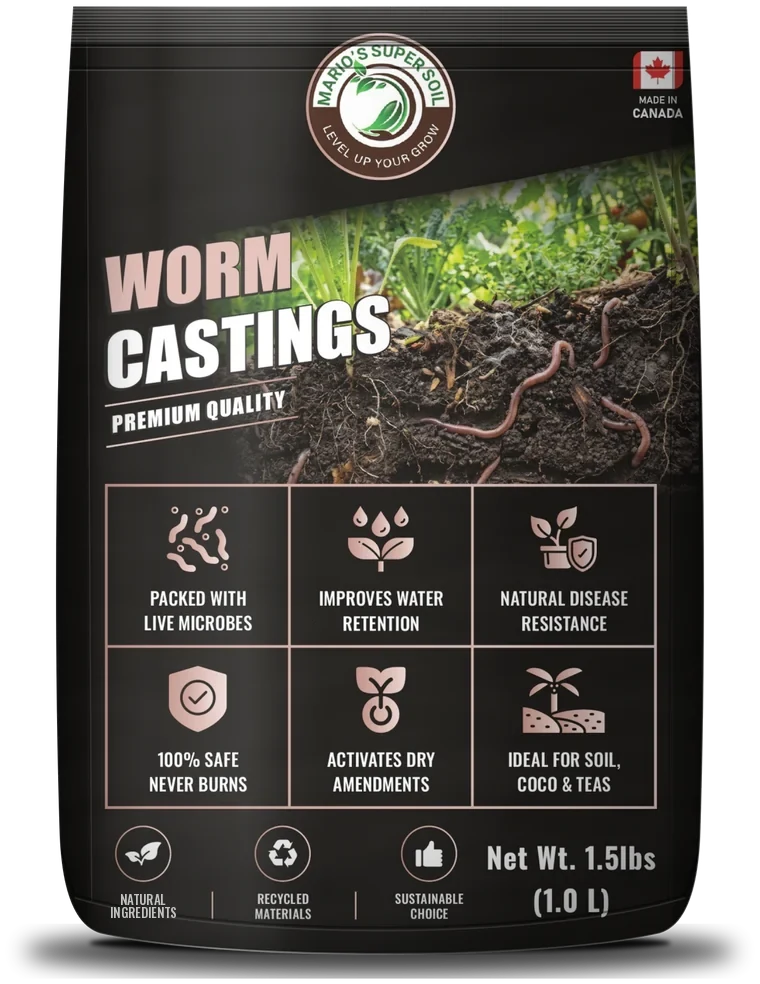 MARIO'S SUPER SOIL
LEVEL UP YOUR GROW
MADE IN
CANADA
WORM
CASTINGS
PREMIUM QUALITY
PACKED WITH
LIVE MICROBES
IMPROVES WATER
RETENTION
NATURAL DISEASE
RESISTANCE
100% SAFE
NEVER BURNS
ACTIVATES DRY
AMENDMENTS
IDEAL FOR SOIL,
COCO & TEAS
NATURAL
INGREDIENTS
RECYCLED
MATERIALS
SUSTAINABLE
CHOICE
Net Wt. 1.5lbs
(1.0 L)